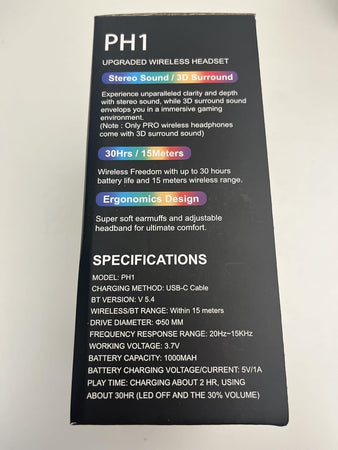 PH1
UPGRADED WIRELESS HEADSET
Stereo Sound / 3D Surround
Experience unparalleled clarity and depth
with stereo sound, while 3D surround sound
envelops you in a immersive gaming
environment.
(Note : Only PRO wireless headphones
come with 3D surround sound)
30Hrs / 15Meters
Wireless Freedom with up to 30 hours
battery life and 15 meters wireless range.
Ergonomics Design
Super soft earmuffs and adjustable
headband for ultimate comfort.
SPECIFICATIONS
MODEL: PH1
CHARGING METHOD: USB-C Cable
BT VERSION: V 5.4
WIRELESS/BT RANGE: Within 15 meters
DRIVE DIAMETER: Φ50 MM
FREQUENCY RESPONSE RANGE: 20Hz~15KHz
WORKING VOLTAGE: 3.7V
BATTERY CAPACITY: 1000MAH
BATTERY CHARGING VOLTAGE/CURRENT: 5V/1A
PLAY TIME: CHARGING ABOUT 2 HR, USING
ABOUT 30HR (LED OFF AND THE 30% VOLUME)